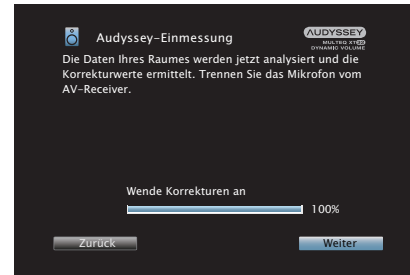 Audyssey-Einmessung
AUDYSSEY
MULTEQ XT32
DYNAMIC VOLUME
Die Daten Ihres Raumes werden jetzt analysiert und die
Korrekturwerte ermittelt. Trennen Sie das Mikrofon vom
AV-Receiver.
Wende Korrekturen an
100%
Zurück
Weiter